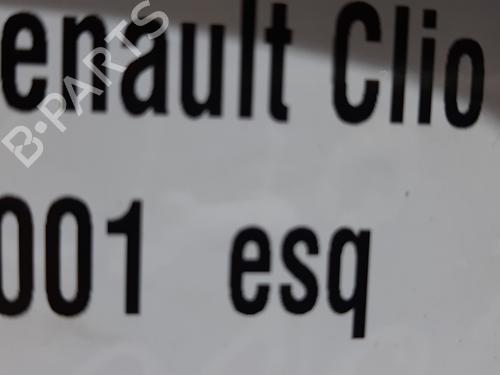 enault Clio
001 esq
B-PARTS